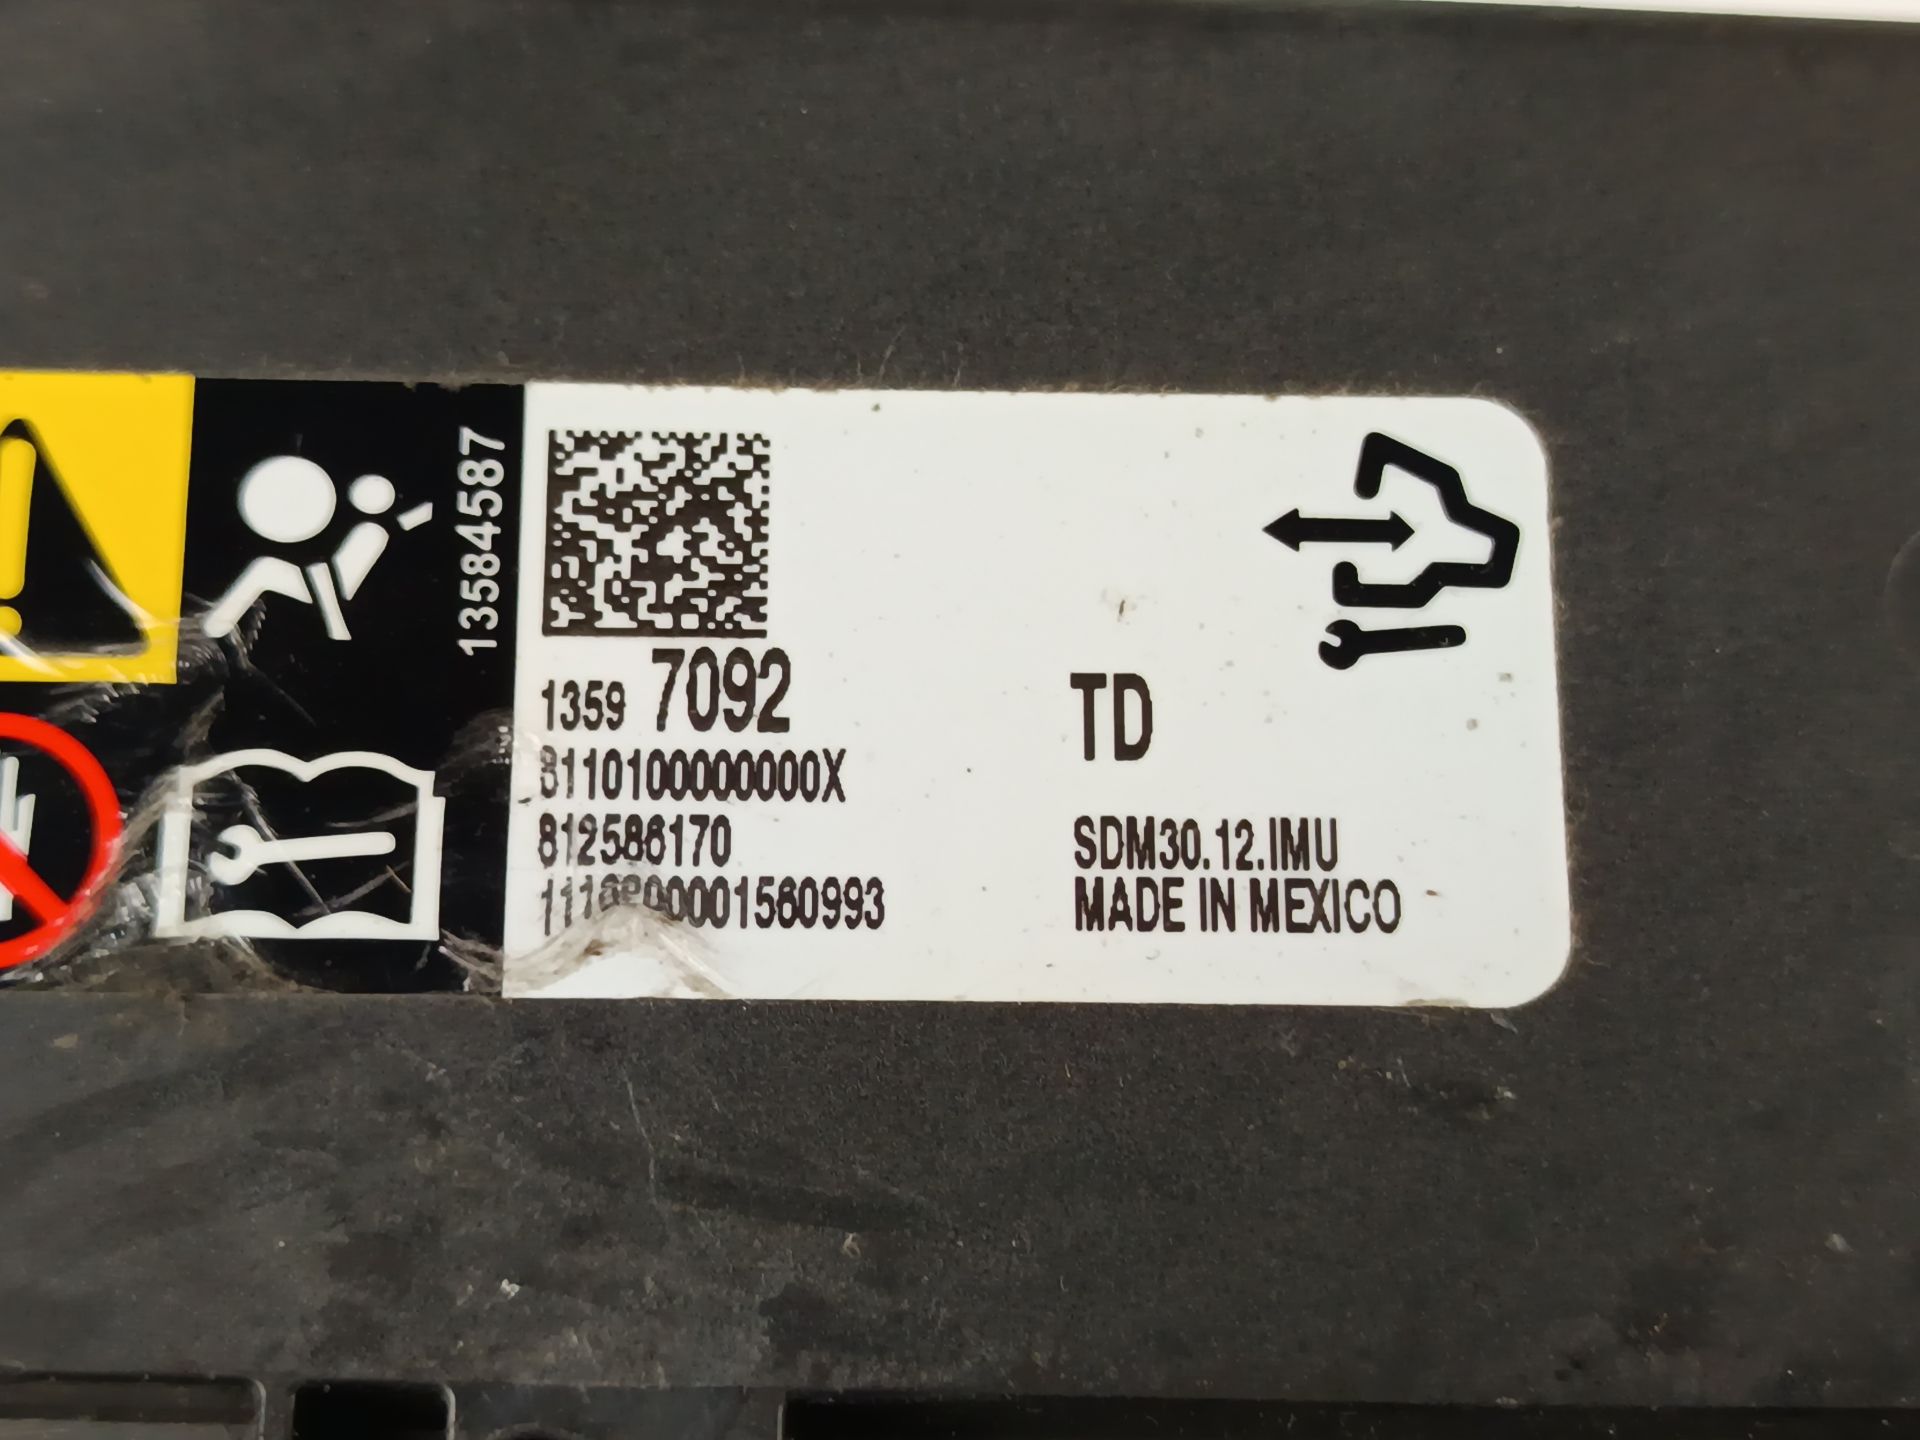 13584587
1359 7092
TD
8110100000000X
812586170
SDM30.12.IMU
MADE IN MEXICO